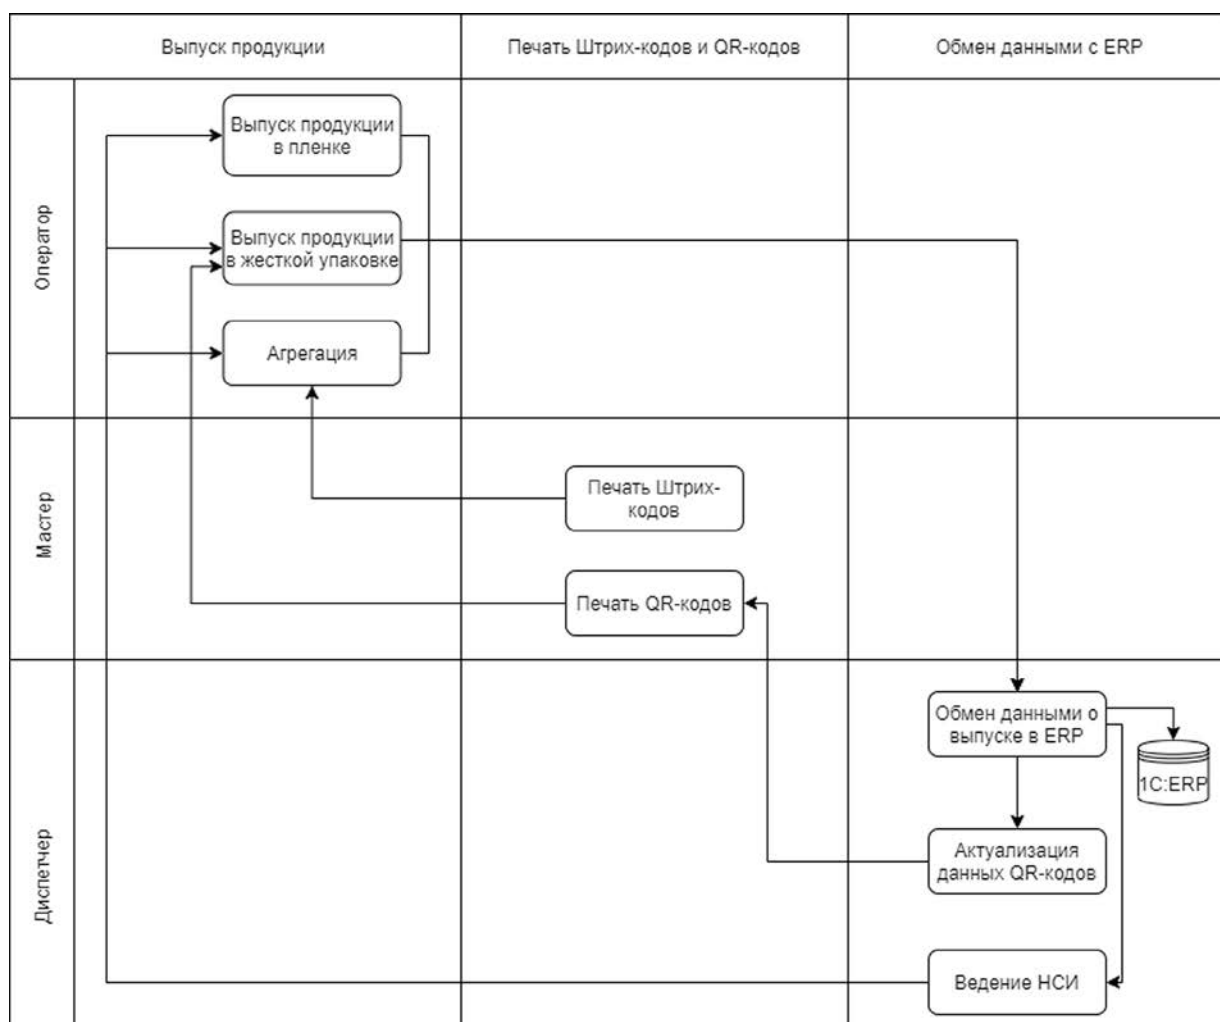 Выпуск продукции
Печать Штрих-кодов и QR-кодов
Обмен данными с ERP
Оператор
Выпуск продукции
в пленке
Выпуск продукции
в жесткой упаковке
Агрегация
Мастер
Печать Штрих-
кодов
Печать QR-кодов
Диспетчер
Обмен данными о
выпуске в ERP
1С:ERP
Актуализация
данных QR-кодов
Ведение НСИ